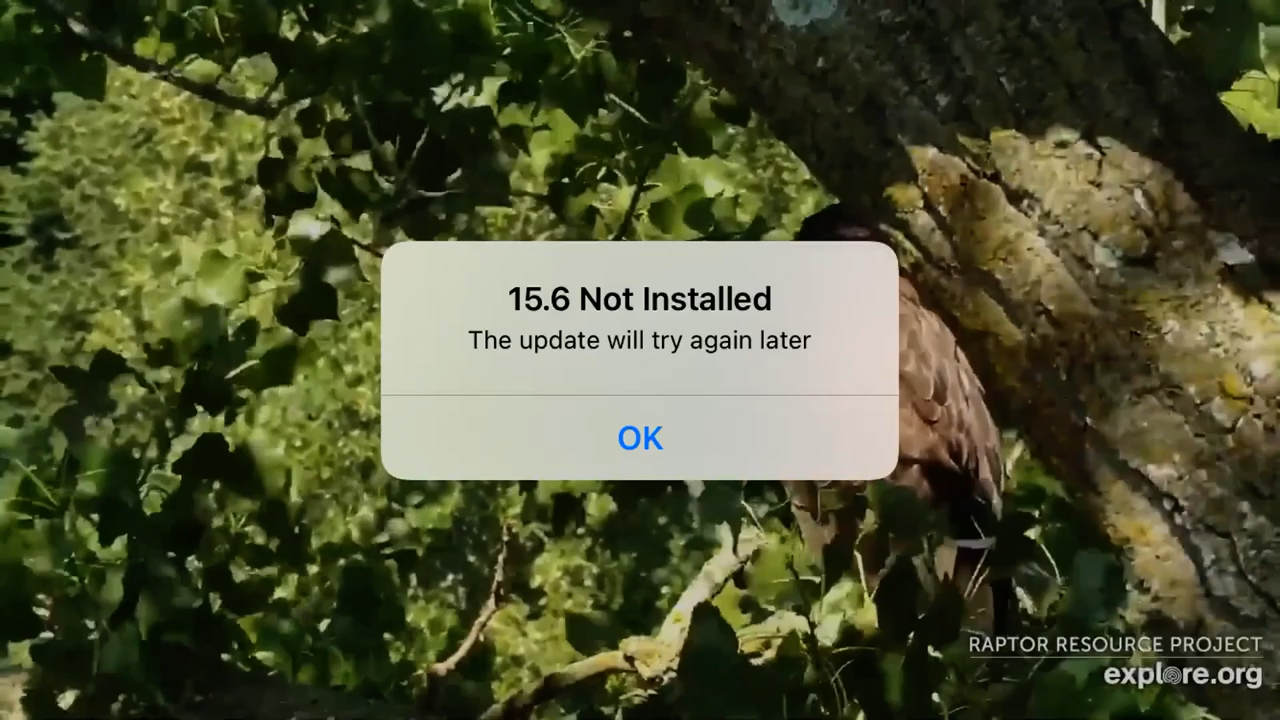 15.6 Not Installed
The update will try again later
OK
RAPTOR RESOURCE PROJECT
explore.org